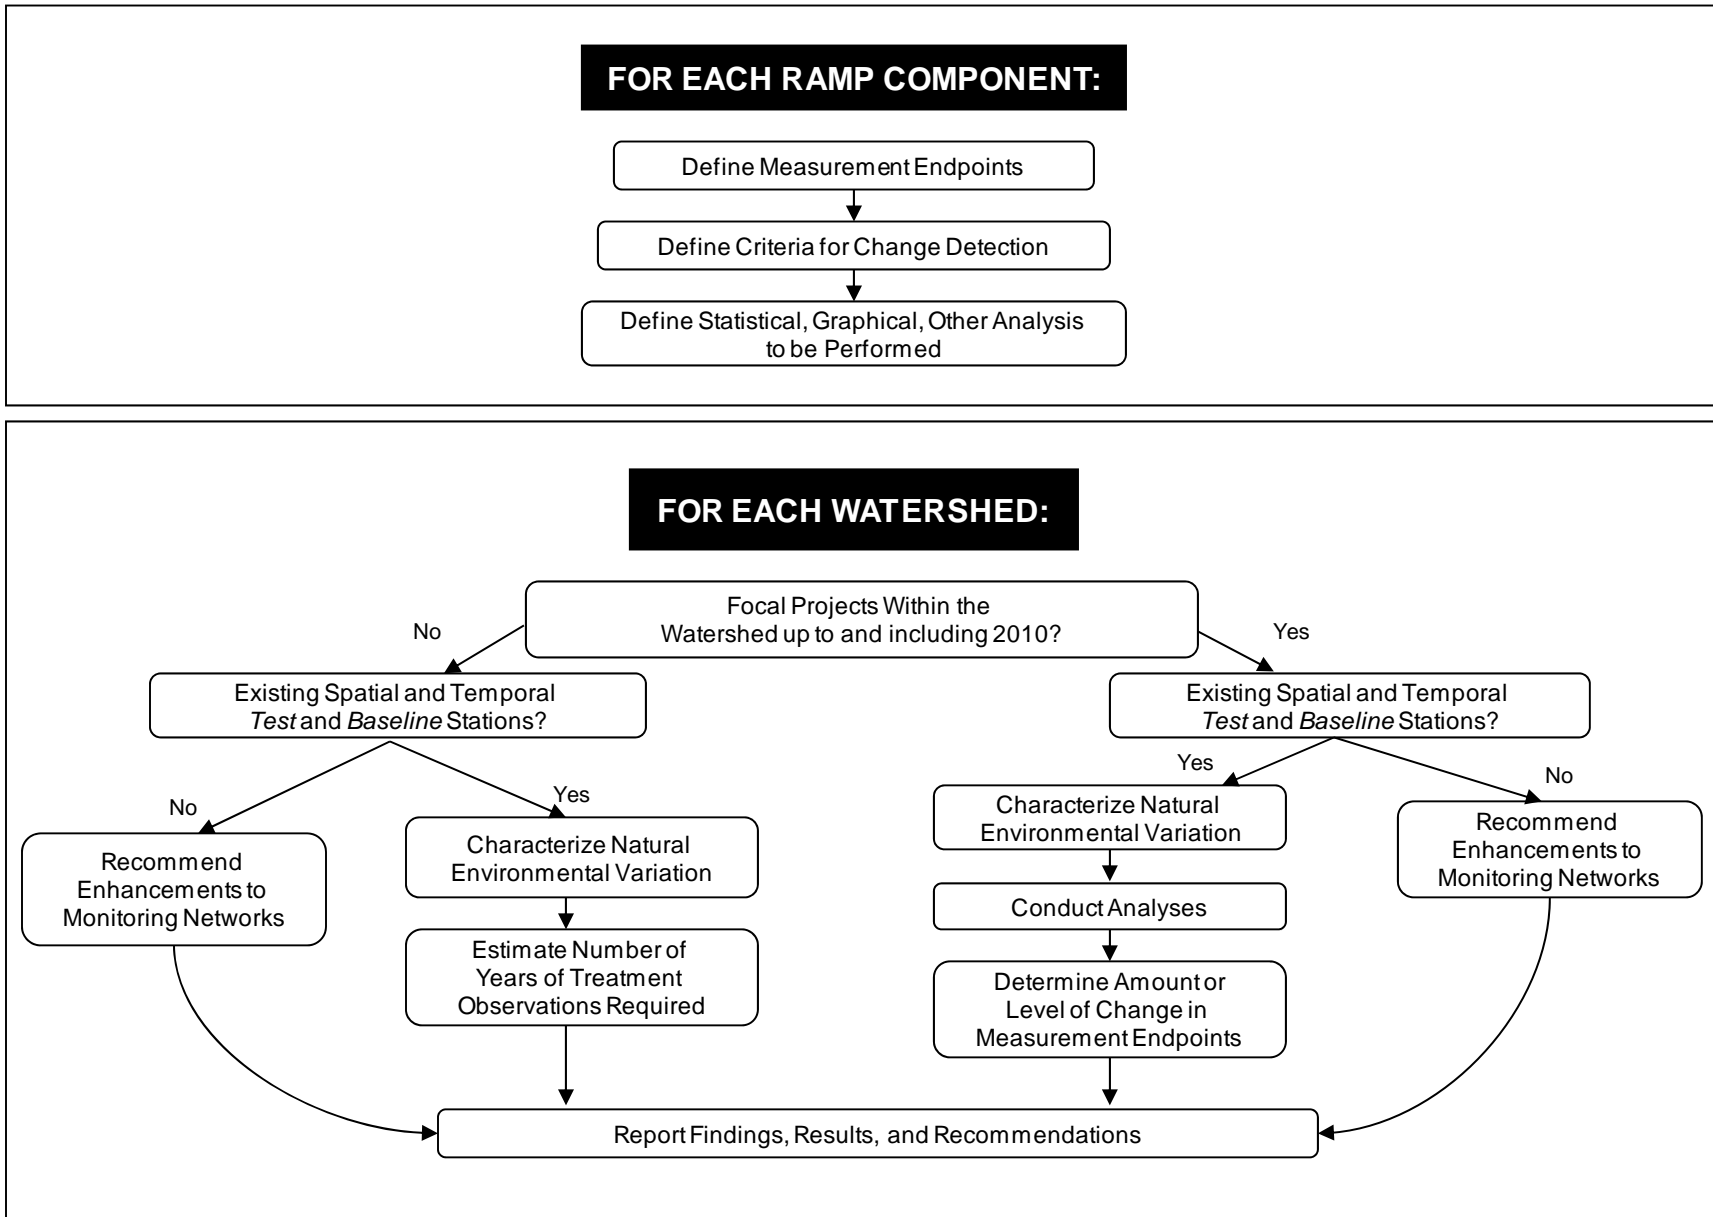 FOR EACH RAMP COMPONENT:
Define Measurement Endpoints
Define Criteria for Change Detection
Define Statistical, Graphical, Other Analysis
to be Performed
FOR EACH WATERSHED:
Focal Projects Within the
Watershed up to and including 2010?
No
Yes
Existing Spatial and Temporal
Test and Baseline Stations?
Existing Spatial and Temporal
Test and Baseline Stations?
No
Yes
Yes
No
Recommend
Enhancements to
Monitoring Networks
Characterize Natural
Environmental Variation
Estimate Number of
Years of Treatment
Observations Required
Characterize Natural
Environmental Variation
Conduct Analyses
Determine Amount or
Level of Change in
Measurement Endpoints
Recommend
Enhancements to
Monitoring Networks
Report Findings, Results, and Recommendations